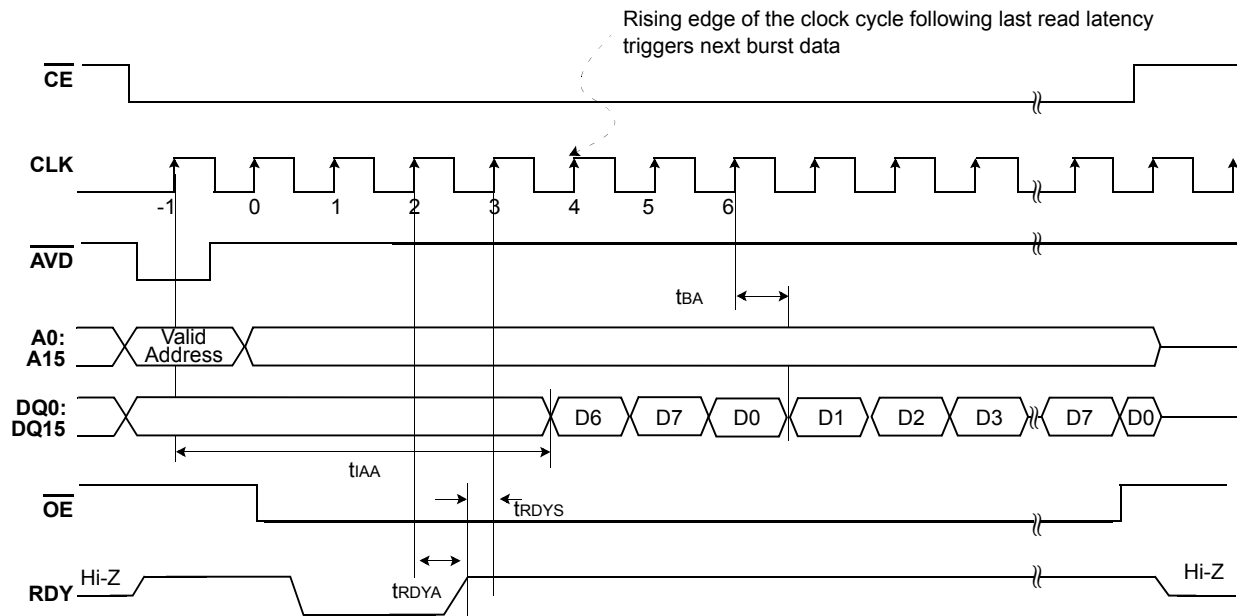 Rising edge of the clock cycle following last read latency
triggers next burst data
CE
CLK
-1 0 1 2 3 4 5 6
AVD
tBA
A0:
A15
Valid
Address
DQ0:
DQ15
D6 D7 D0 D1 D2 D3 D7 D0
tIAA
OE
tRDYS
Hi-Z
RDY
tRDYA
Hi-Z